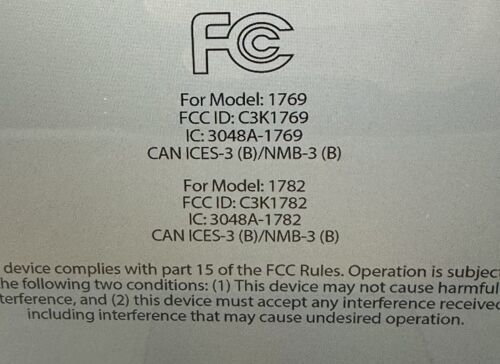 FC
For Model: 1769
FCC ID: C3K1769
IC: 3048A-1769
CAN ICES-3 (B)/NMB-3 (B)
For Model: 1782
FCC ID: C3K1782
IC: 3048A-1782
CAN ICES-3 (B)/NMB-3 (B)
device complies with part 15 of the FCC Rules. Operation is subject
he following two conditions: (1) This device may not cause harmful
terference, and (2) this device must accept any interference received
including interference that may cause undesired operation.